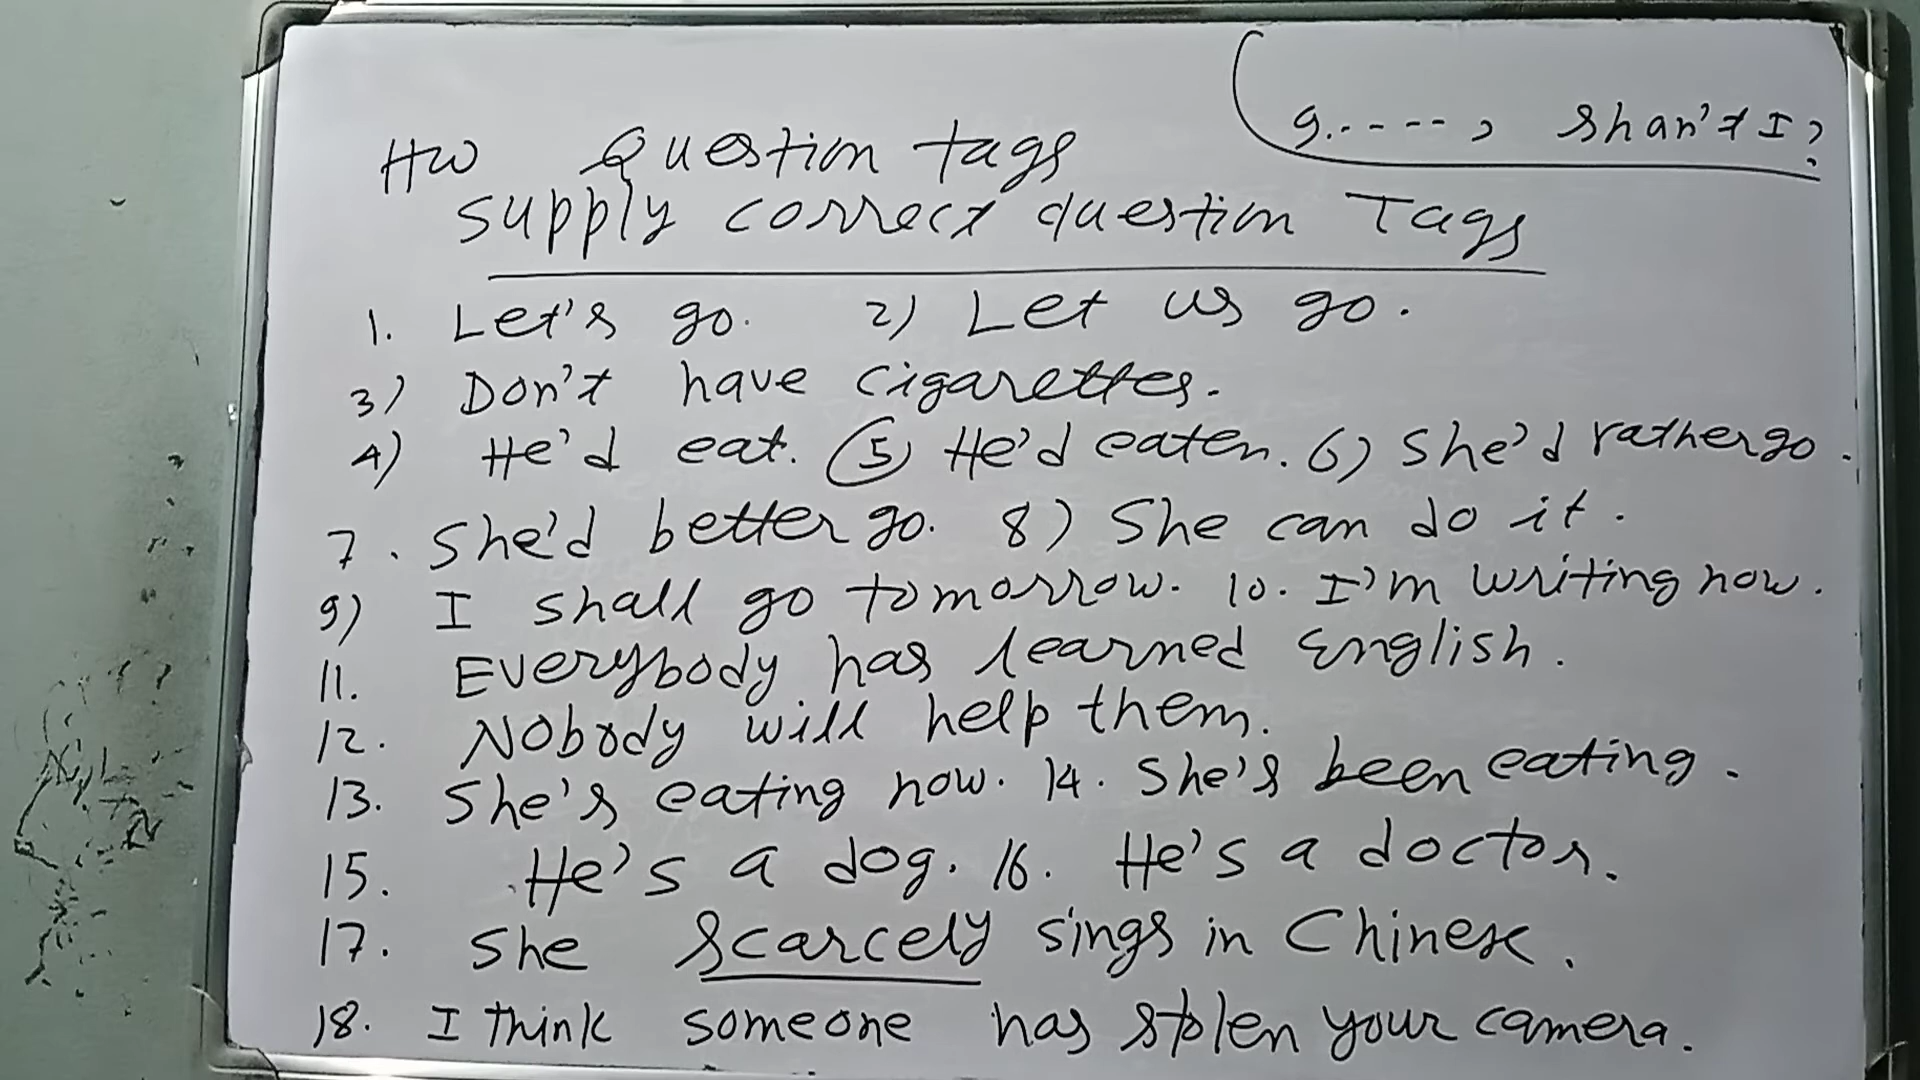 9....., shan't I?
HW Question tags
supply correct question Tags
1. Let's go. 2) Let us go.
3) Don't have cigarettes.
4) He'd eat. 5) He'd eaten. 6) She'd rather go.
7. She'd better go. 8) She can do it.
9) I shall go tomorrow. 10. I'm writing now.
11. Everybody has learned English.
12. Nobody will help them.
13. She's eating now. 14. She's been eating.
15. He's a dog. 16. He's a doctor.
17. She scarcely sings in Chinese.
18. I think someone has stolen your camera.